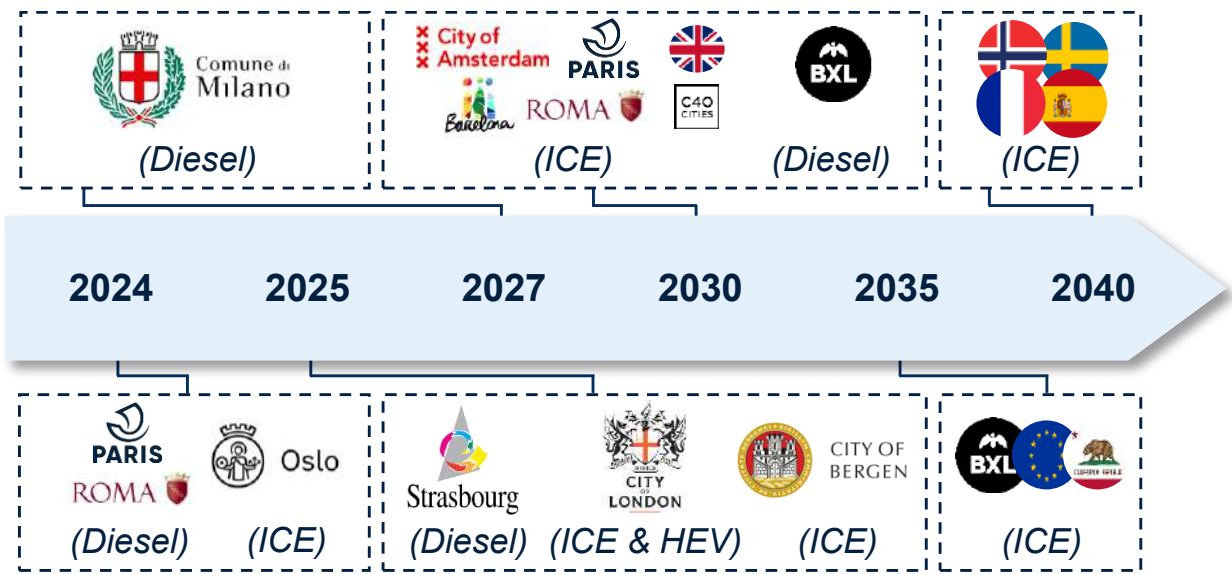 Comune di
Milano
(Diesel)
City of
Amsterdam
PARIS
BXL
Barcelona
ROMA
C40
CITIES
(ICE)
(Diesel)
(ICE)
2024
2025
2027
2030
2035
2040
PARIS
ROMA
Oslo
(Diesel)
(ICE)
Strasbourg
CITY
OF
LONDON
CITY OF
BERGEN
(Diesel)
(ICE & HEV)
(ICE)
BXL
(ICE)